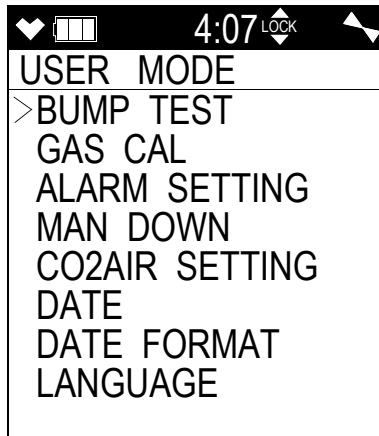 4:07 LOCK
USER MODE
>BUMP TEST
GAS CAL
ALARM SETTING
MAN DOWN
CO2AIR SETTING
DATE
DATE FORMAT
LANGUAGE